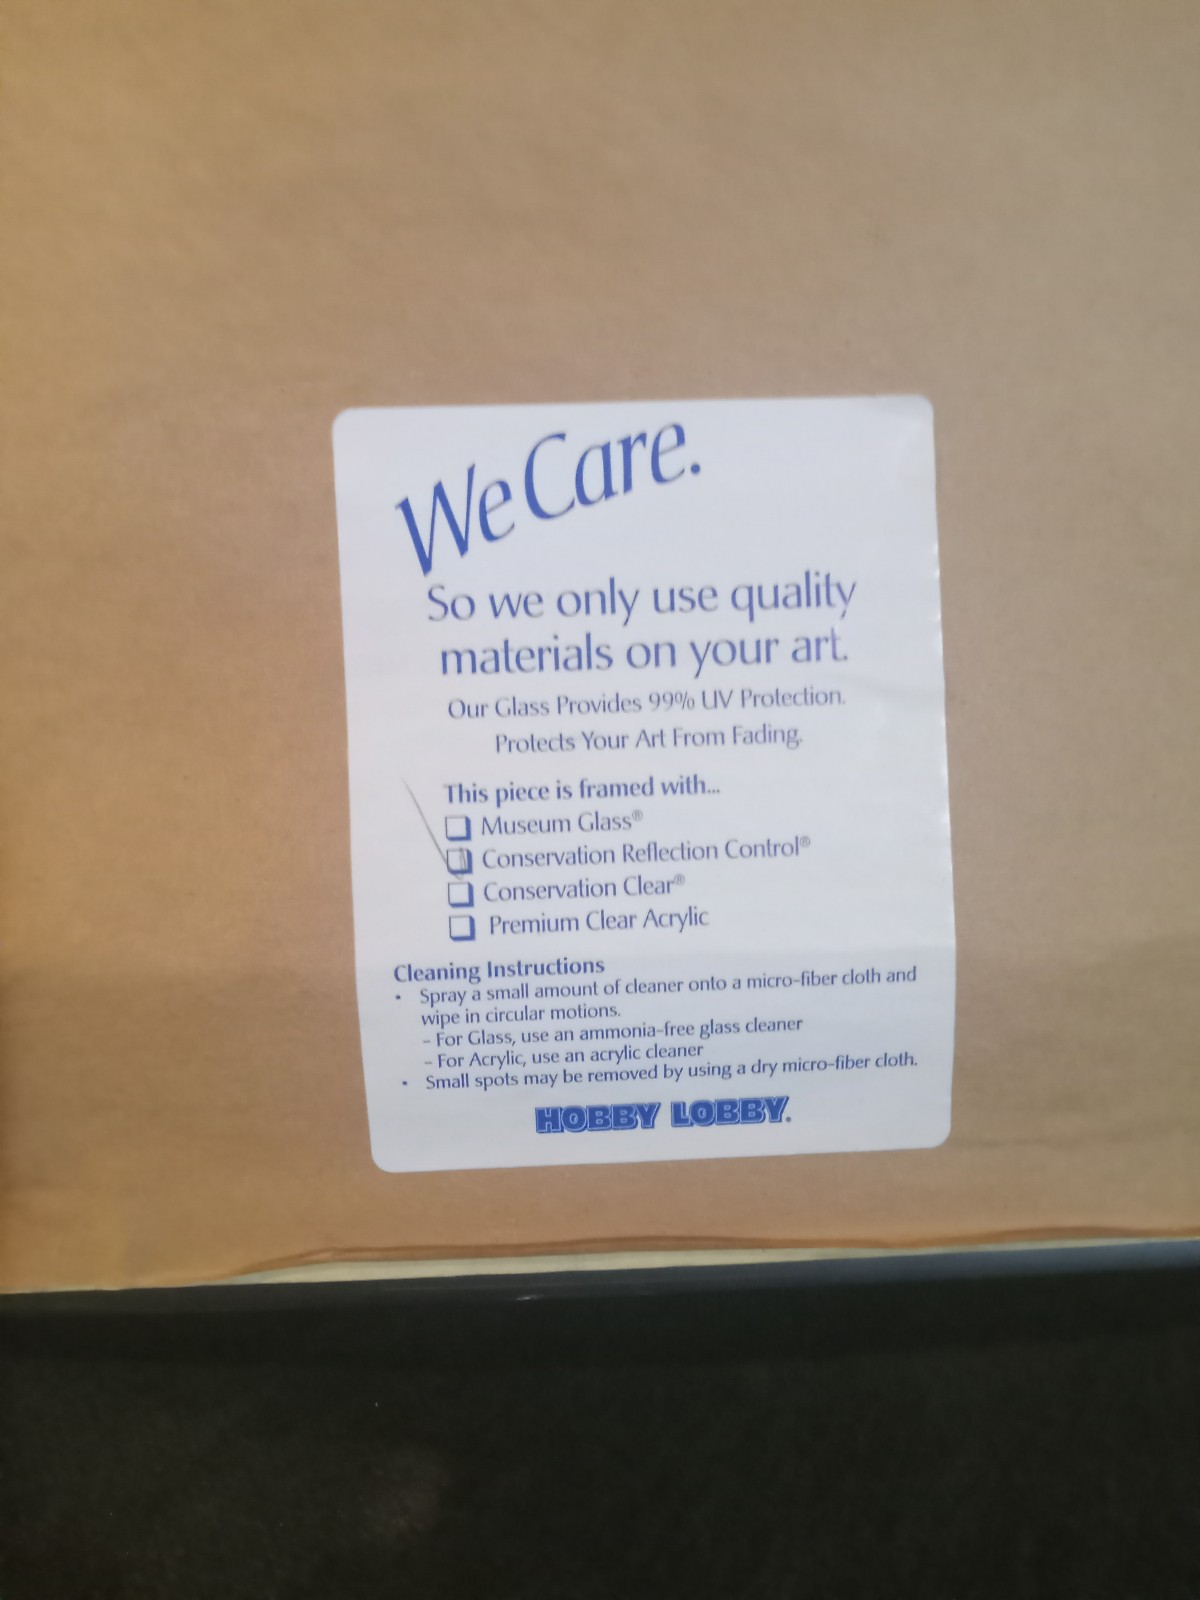 We Care.
So we only use quality
materials on your art.
Our Glass Provides 99% UV Protection.
Protects Your Art From Fading.
This piece is framed with...
❑ Museum Glass®
❑ Conservation Reflection Control®
❑ Conservation Clear®
❑ Premium Clear Acrylic
Cleaning Instructions
• Spray a small amount of cleaner onto a micro-fiber cloth and
wipe in circular motions.
– For Glass, use an ammonia-free glass cleaner
– For Acrylic, use an acrylic cleaner
• Small spots may be removed by using a dry micro-fiber cloth.
HOBBY LOBBY.